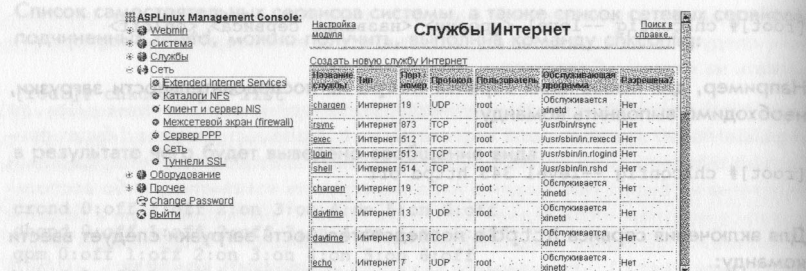 ASPLinux Management Console:
Webmin
Система
Службы
Сеть
Extended Internet Services
Каталоги NFS
Клиент и сервер NS
Межсетевой экран (firewall)
Сервер PPP
Сеть
Туннели SSL
Оборудование
Прочее
Change Password
Выйти
Настройка модуля
Службы Интернет
Поиск в справке..
Создать новую службу Интернет
Название службы Тип Порт / номер Протокол Пользователь Обслуживающая программа Разрешена?
chargen Интернет 19 UDP root Обслуживается xinetd Нет
rsync Интернет 873 TCP root /usr/bin/rsync Нет
exec Интернет 512 TCP root /usr/sbin/in.rexecd Нет
login Интернет 513 TCP root /usr/sbin/in.rlogind Нет
shell Интернет 514 TCP root /usr/sbin/in.rshd Нет
chargen Интернет 19 TCP root Обслуживается xinetd Нет
daytime Интернет 13 UDP root Обслуживается xinetd Нет
daytime Интернет 13 TCP root Обслуживается xinetd Нет
echo Интернет 7 UDP root Обслуживается xinetd Нет